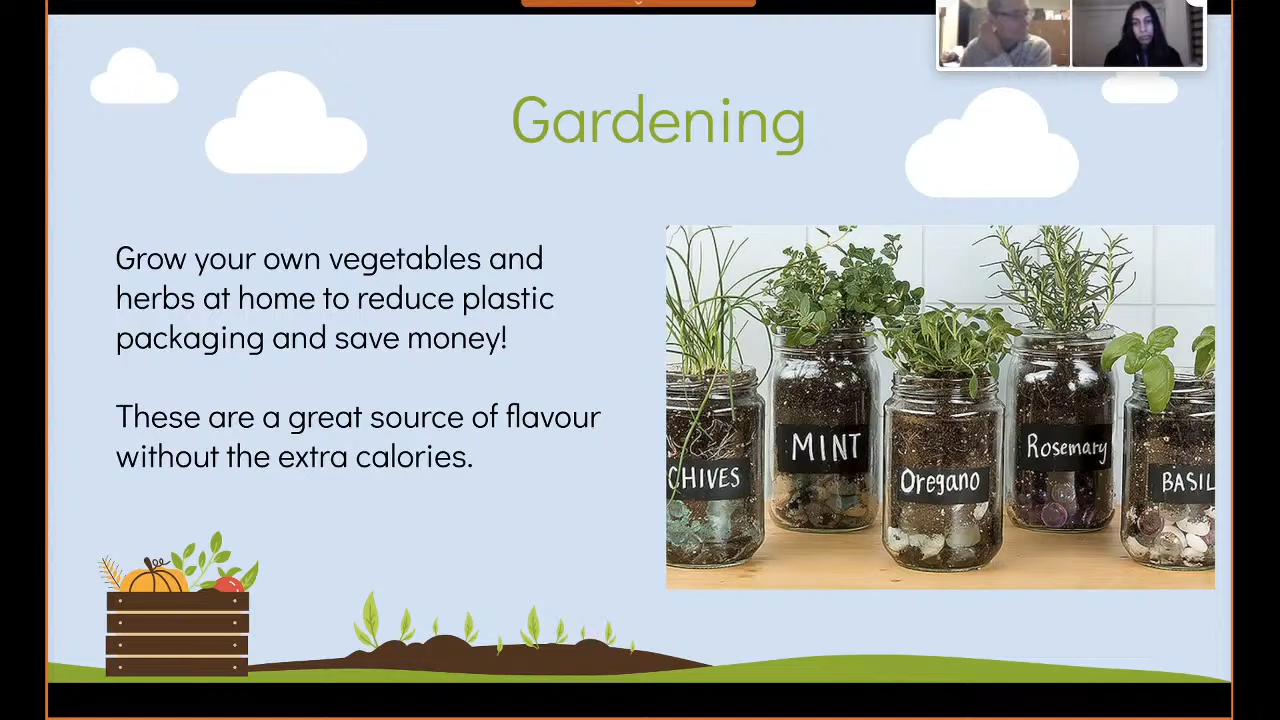 Gardening
Grow your own vegetables and
herbs at home to reduce plastic
packaging and save money!
These are a great source of flavour
without the extra calories.
CHIVES
MINT
Oregano
Rosemary
BASIL